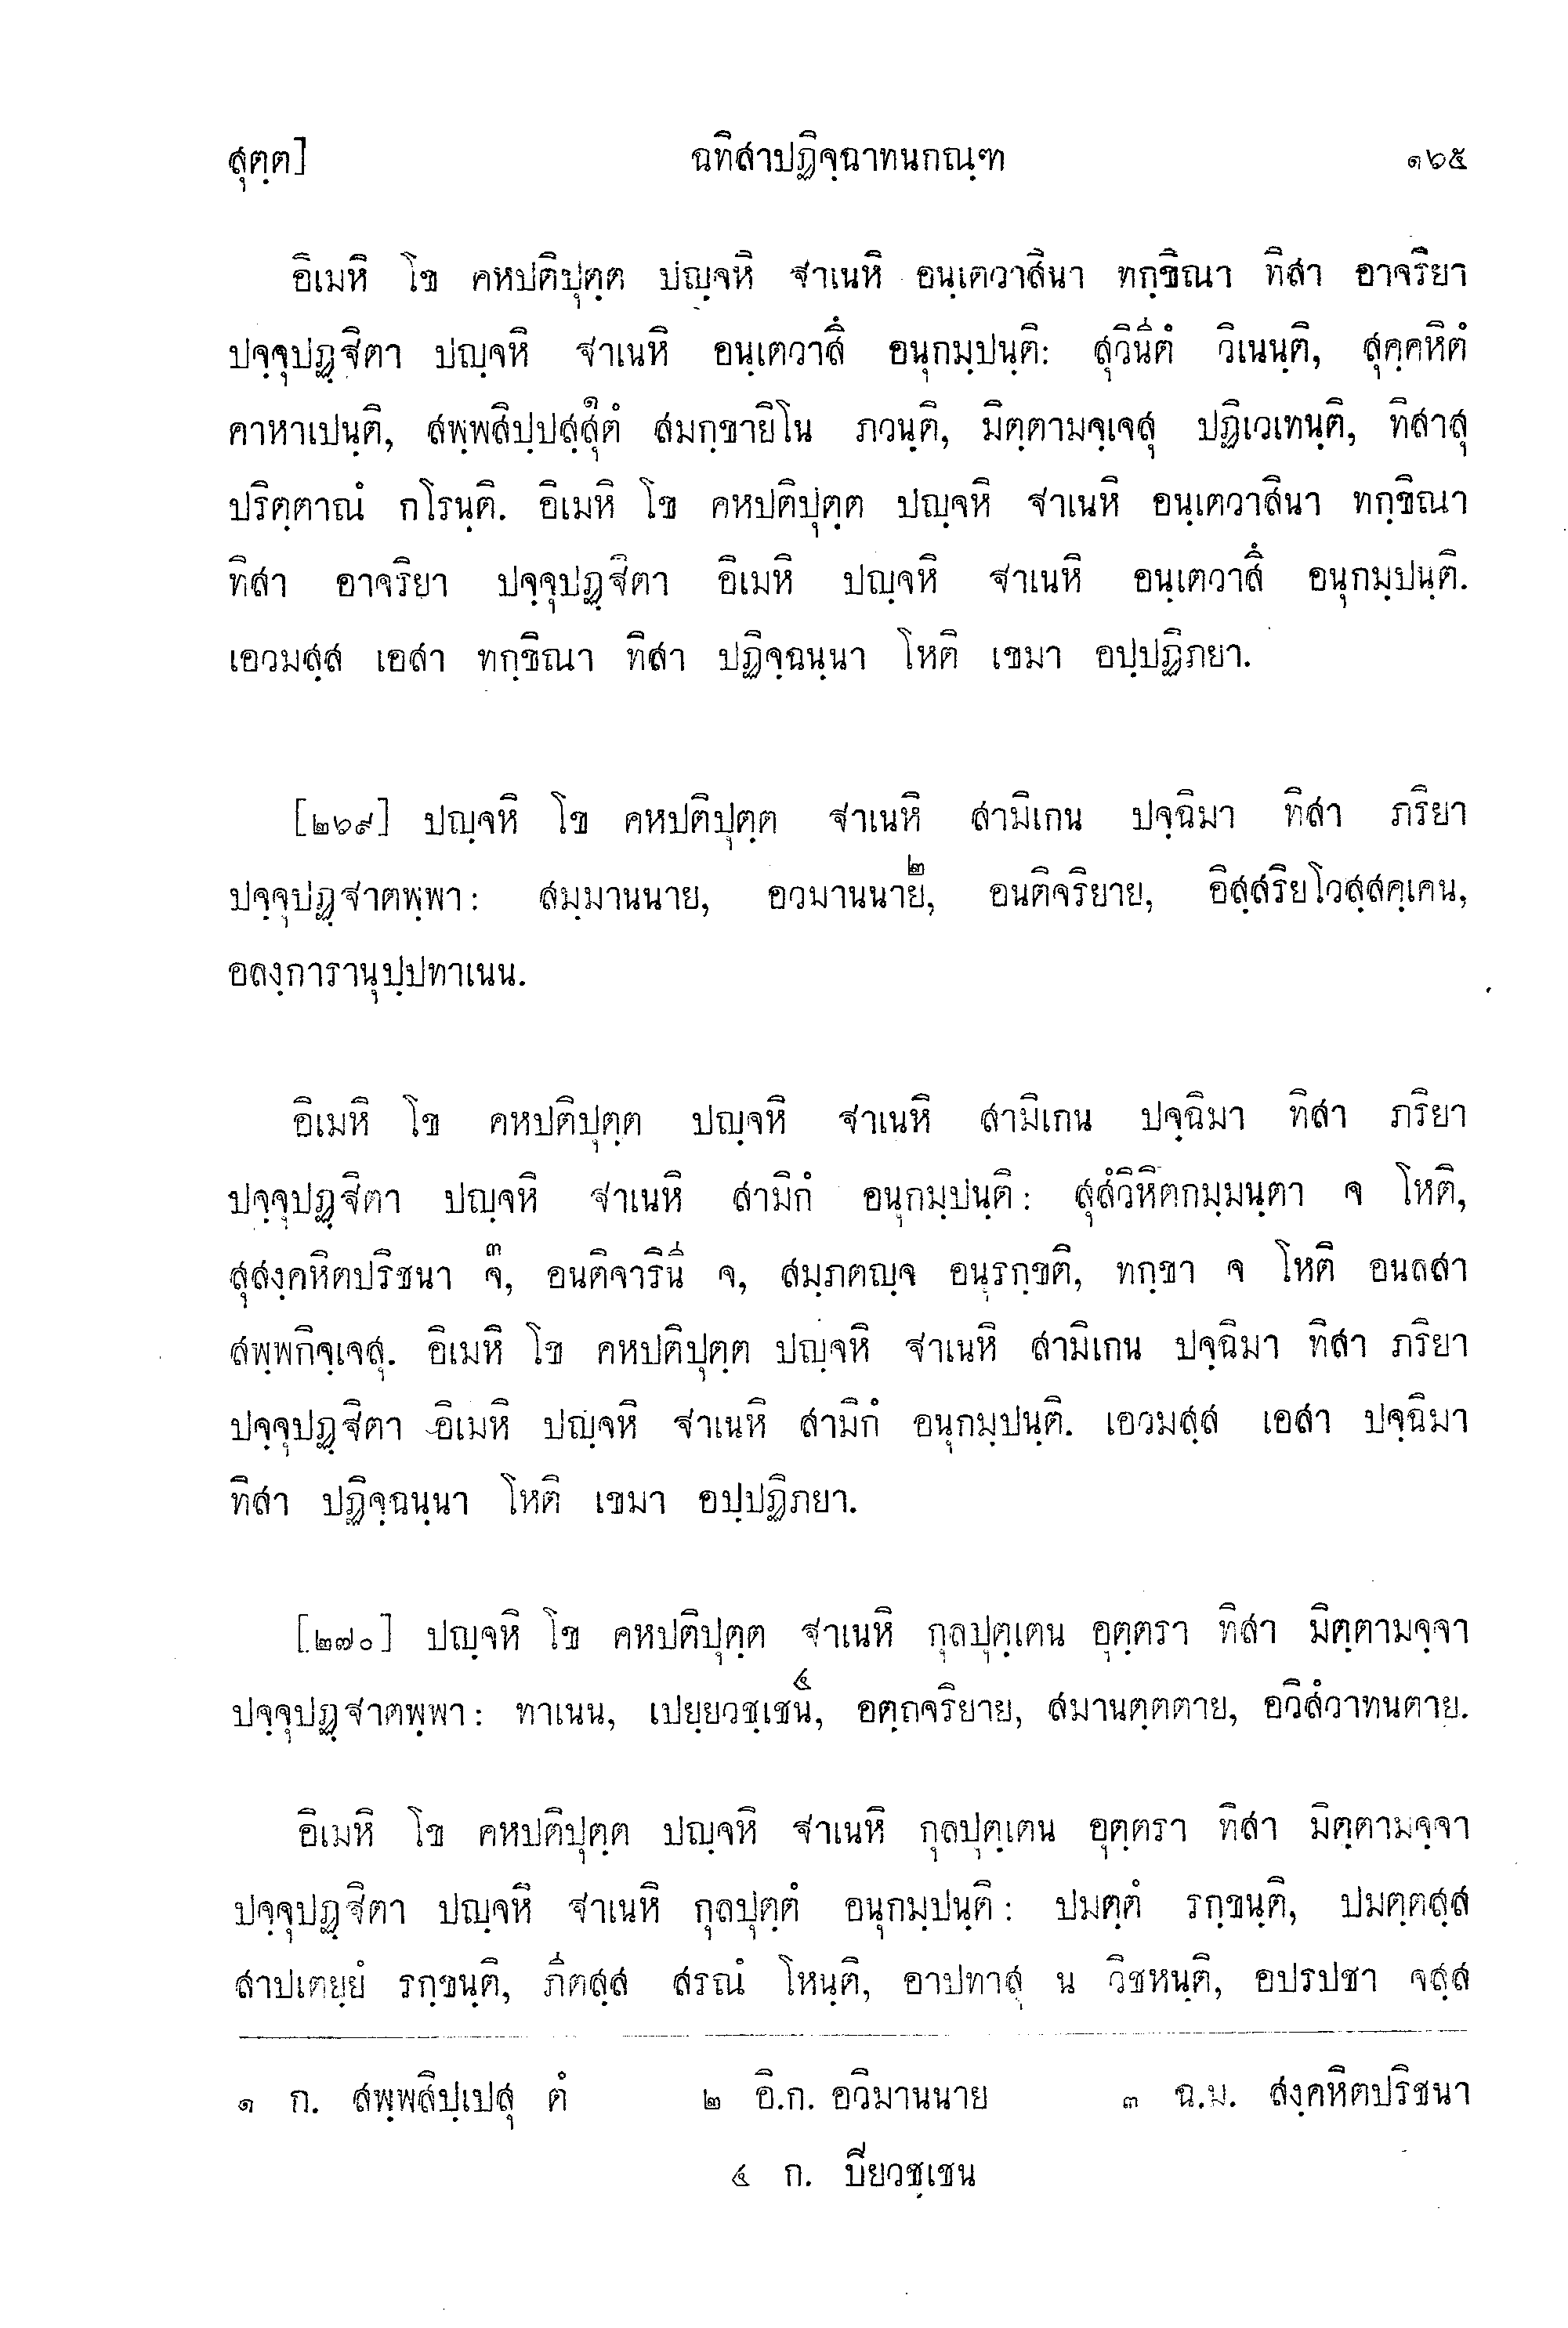 สุตฺต]	ฉทิสาปฏิจฺฉาทนกณฺฑ	๑๖๕
อิเมหิ โข คหปติปุตฺต ปญฺจหิ ฐาเนหิ อนฺเตวาสินา ทกฺขิณา ทิสา อาจริยา
ปจฺจุปฏฺฐิตา ปญฺจหิ ฐาเนหิ อนฺเตวาสึ อนุกมฺปนฺติ: สุวินีตํ วิเนนฺติ, สุคฺคหิตํ
คาหาเปนฺติ, สพฺพสิปฺปสฺสุตํ๑ สมกฺขายิโน ภวนฺติ, มิตฺตามจฺเจสุ ปฏิเวเทนฺติ, ทิสาสุ
ปริตฺตาณํ กโรนฺติ. อิเมหิ โข คหปติปุตฺต ปญฺจหิ ฐาเนหิ อนฺเตวาสินา ทกฺขิณา
ทิสา อาจริยา ปจฺจุปฏฺฐิตา อิเมหิ ปญฺจหิ ฐาเนหิ อนฺเตวาสึ อนุกมฺปนฺติ.
เอวมสฺส เอสา ทกฺขิณา ทิสา ปฏิจฺฉนฺนา โหติ เขมา อปฺปฏิภยา.
[๒๖๙] ปญฺจหิ โข คหปติปุตฺต ฐาเนหิ สามิเกน ปจฺฉิมา ทิสา ภริยา
ปจฺจุปฏฺฐาตพฺพา: สมฺมานนาย, อวมานนาย๒, อนติจริยาย, อิสฺสริยโวสฺสคฺเคน,
อลงฺการานุปฺปทาเนน.
อิเมหิ โข คหปติปุตฺต ปญฺจหิ ฐาเนหิ สามิเกน ปจฺฉิมา ทิสา ภริยา
ปจฺจุปฏฺฐิตา ปญฺจหิ ฐาเนหิ สามิกํ อนุกมฺปนฺติ: สุสํวิหิตกมฺมนฺตา จ โหติ,
สุสงฺคหิตปริชนา จ๓, อนติจารินี จ, สมฺภตญฺจ อนุรกฺขติ, ทกฺขา จ โหติ อนลสา
สพฺพกิจฺเจสุ. อิเมหิ โข คหปติปุตฺต ปญฺจหิ ฐาเนหิ สามิเกน ปจฺฉิมา ทิสา ภริยา
ปจฺจุปฏฺฐิตา อิเมหิ ปญฺจหิ ฐาเนหิ สามิกํ อนุกมฺปนฺติ. เอวมสฺส เอสา ปจฺฉิมา
ทิสา ปฏิจฺฉนฺนา โหติ เขมา อปฺปฏิภยา.
[๒๗๐] ปญฺจหิ โข คหปติปุตฺต ฐาเนหิ กุลปุตฺเตน อุตฺตรา ทิสา มิตฺตามจฺจา
ปจฺจุปฏฺฐาตพฺพา: ทาเนน, เปยฺยวชฺเชน๔, อตฺถจริยาย, สมานตฺตตาย, อวิสํวาทนตาย.
อิเมหิ โข คหปติปุตฺต ปญฺจหิ ฐาเนหิ กุลปุตฺเตน อุตฺตรา ทิสา มิตฺตามจฺจา
ปจฺจุปฏฺฐิตา ปญฺจหิ ฐาเนหิ กุลปุตฺตํ อนุกมฺปนฺติ: ปมตฺตํ รกฺขนฺติ, ปมตฺตสฺส
สาปเตยฺยํ รกฺขนฺติ, ภีตสฺส สรณํ โหนฺติ, อาปทาสุ น วิชหนฺติ, อปรปชา จสฺส
๑ ก. สพฺพสิปฺเปสุ ตํ	๒ อิ.ก. อวิมานนาย	๓ ฉ.ม. สงฺคหิตปริชนา
๔ ก. ปียวชฺเชน